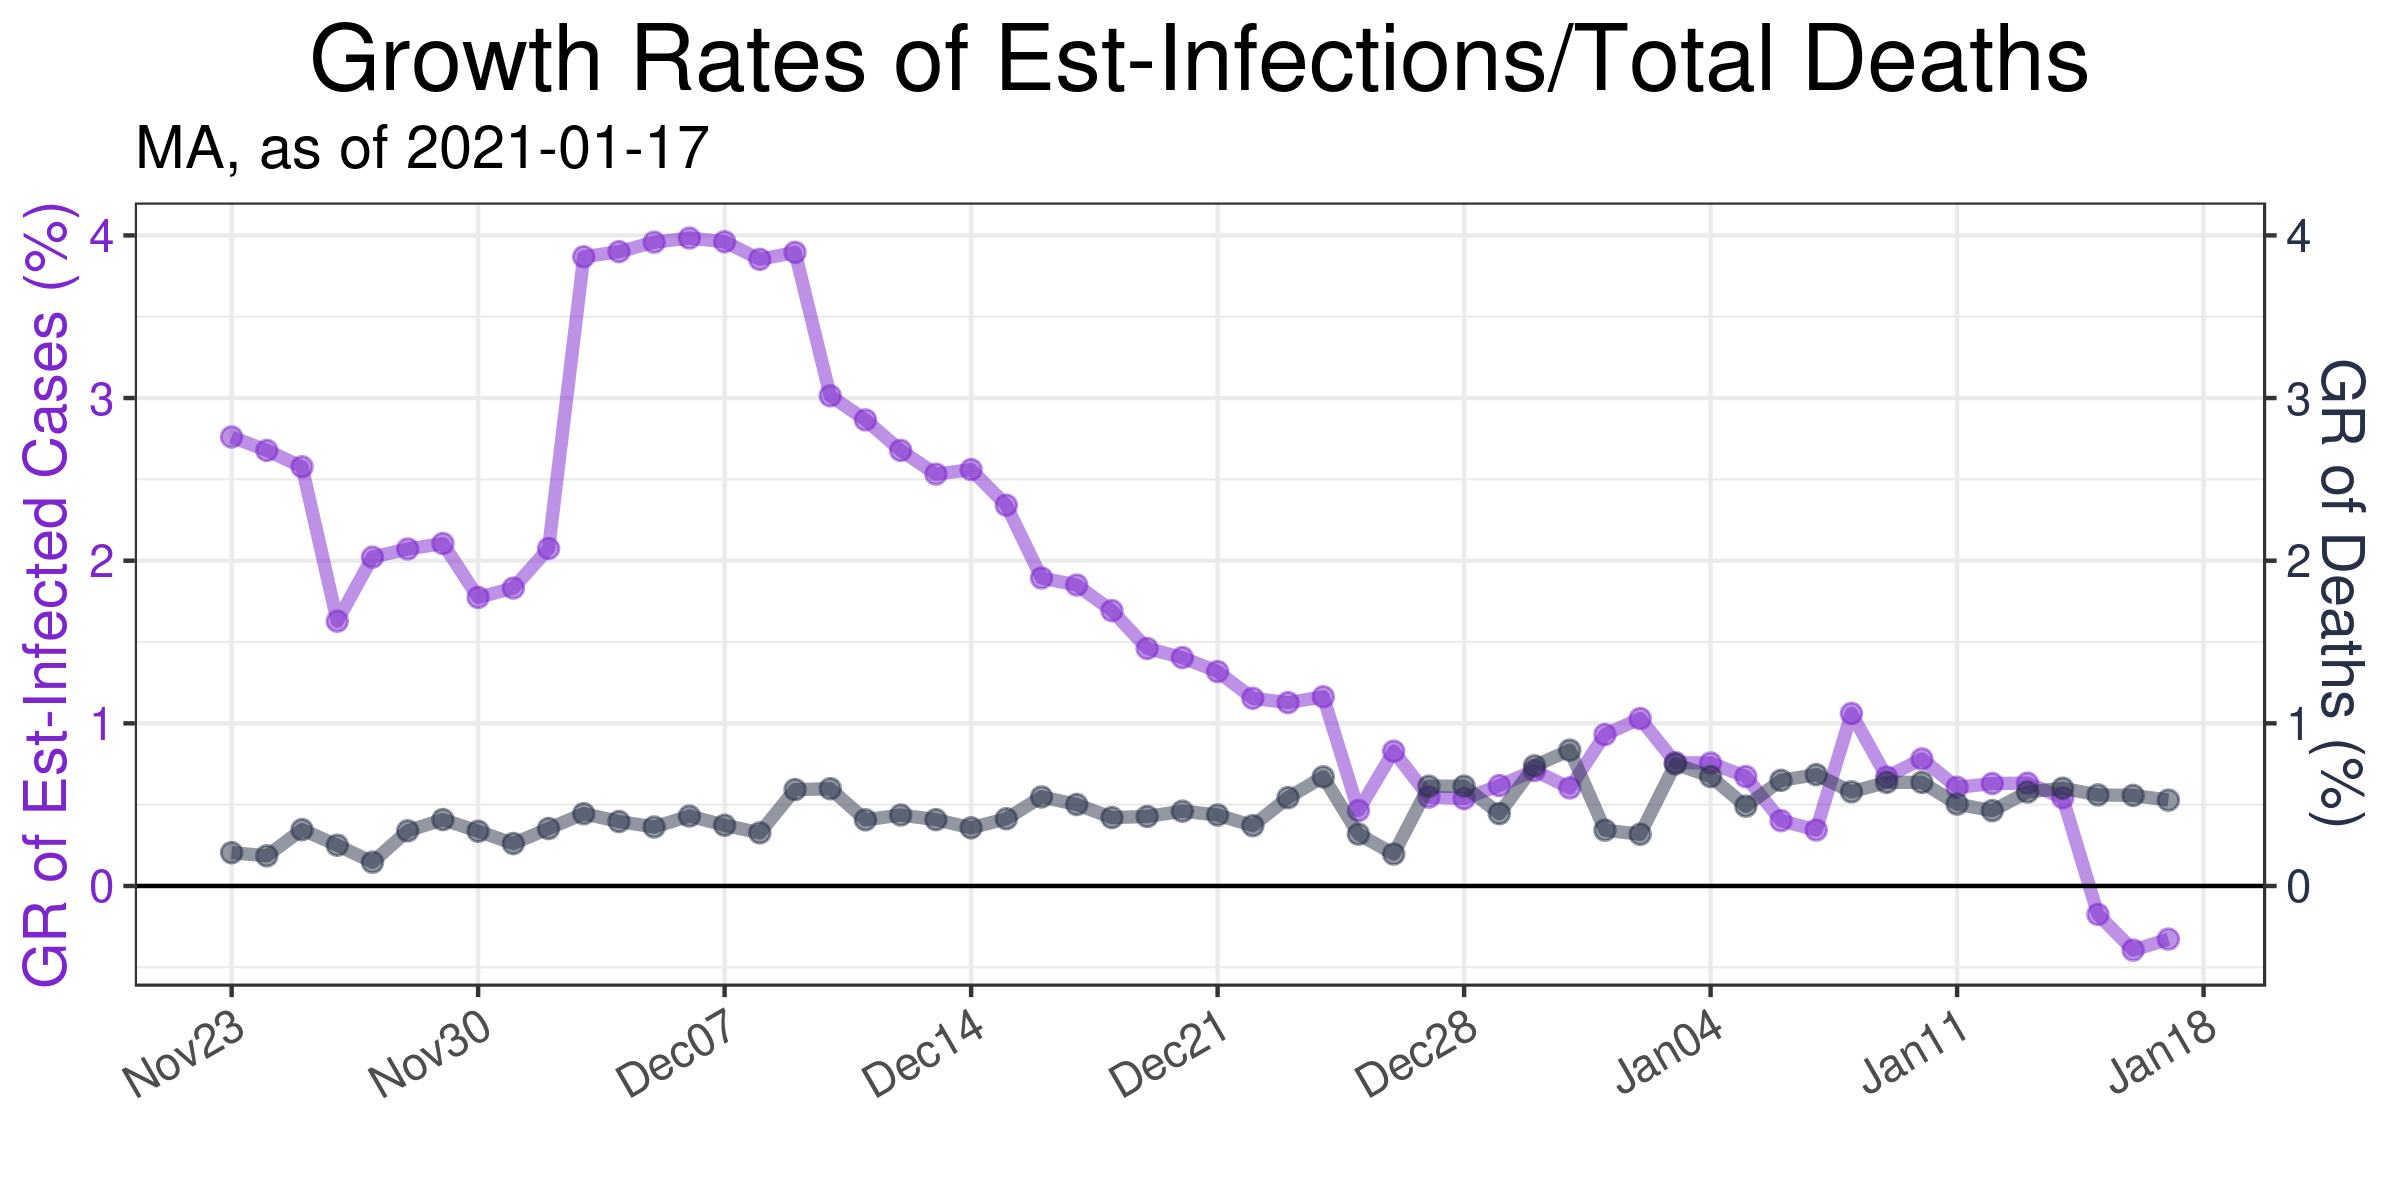 Growth Rates of Est-Infections/Total Deaths
MA, as of 2021-01-17
GR of Est-Infected Cases (%)
4
3
2
1
0
4
3
2
1
0
GR of Deaths (%)
Nov23
Nov30
Dec07
Dec14
Dec21
Dec28
Jan04
Jan11
Jan18